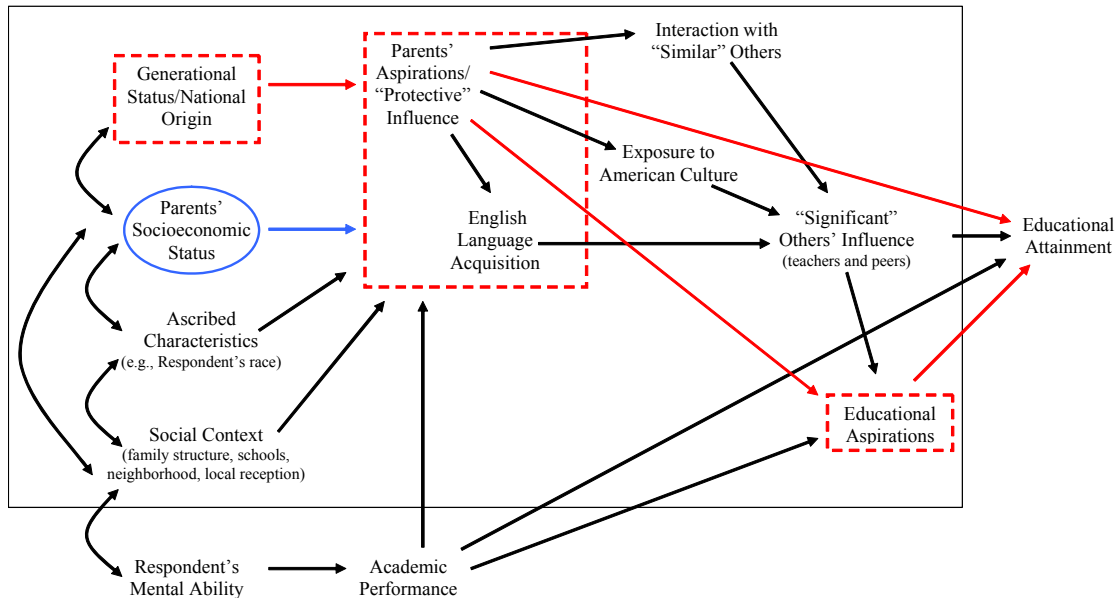 Generational
Status/National
Origin
Parents’
Aspirations/
“Protective”
Influence
Interaction with
“Similar” Others
Exposure to
American Culture
Parents’
Socioeconomic
Status
English
Language
Acquisition
“Significant”
Others’ Influence
(teachers and peers)
Educational
Attainment
Ascribed
Characteristics
(e.g., Respondent’s race)
Social Context
(family structure, schools,
neighborhood, local reception)
Educational
Aspirations
Respondent’s
Mental Ability
Academic
Performance